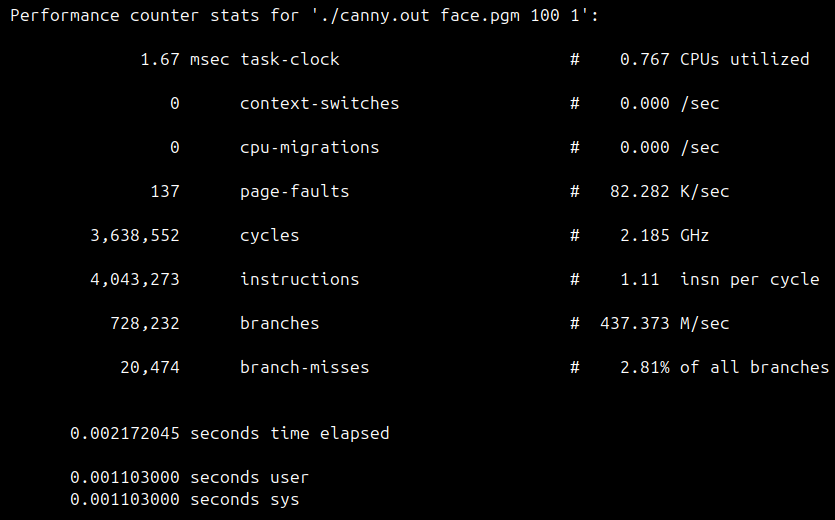 Performance counter stats for './canny.out face.pgm 100 1':
1.67 msec task-clock # 0.767 CPUs utilized
0 context-switches # 0.000 /sec
0 cpu-migrations # 0.000 /sec
137 page-faults # 82.282 K/sec
3,638,552 cycles # 2.185 GHz
4,043,273 instructions # 1.11 insn per cycle
728,232 branches # 437.373 M/sec
20,474 branch-misses # 2.81% of all branches
0.002172045 seconds time elapsed
0.001103000 seconds user
0.001103000 seconds sys